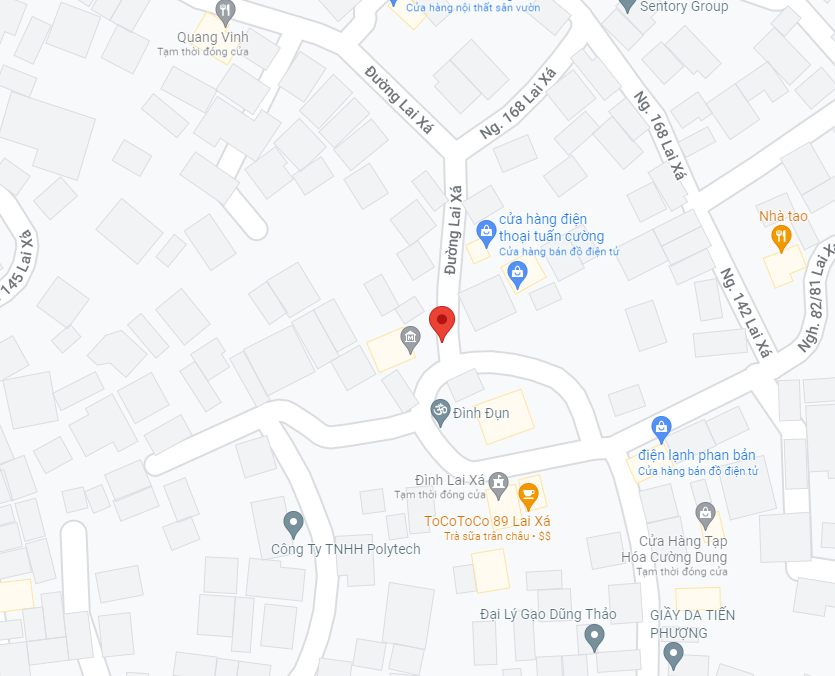 Cửa hàng nội thất sân vườn
Sentory Group
Quang Vinh
Tạm thời đóng cửa
Đường Lai Xá
Ng. 168 Lai Xá
Ng. 168 Lai Xá
Đường Lai Xá
cửa hàng điện
thoại tuấn cường
Cửa hàng bán đồ điện tử
Nhà tao
145 Lai Xá
Ng. 142 Lai Xá
Ngh. 82/81 Lai Xá
Đình Đụn
điện lạnh phan bản
Cửa hàng bán đồ điện tử
Đình Lai Xá
Tạm thời đóng cửa
ToCoToCo 89 Lai Xá
Trà sữa trân châu • $$
Công Ty TNHH Polytech
Cửa Hàng Tạp
Hóa Cường Dung
Tạm thời đóng cửa
Đại Lý Gạo Dũng Thảo
GIẦY DA TIẾN
PHƯỢNG